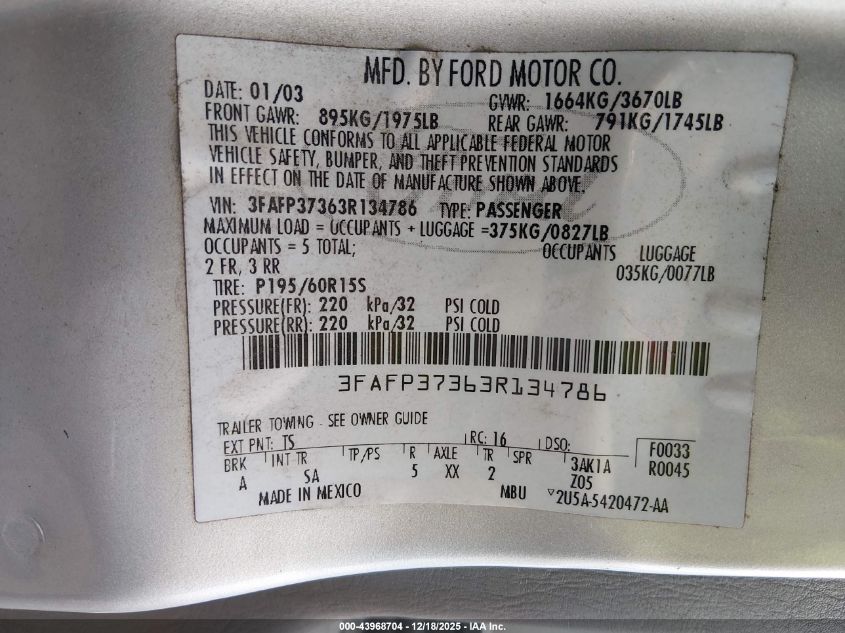 MFD. BY FORD MOTOR CO.
DATE: 01/03 GVWR: 1664KG/3670LB
FRONT GAWR: 895KG/1975LB REAR GAWR: 791KG/1745LB
THIS VEHICLE CONFORMS TO ALL APPLICABLE FEDERAL MOTOR
VEHICLE SAFETY, BUMPER, AND THEFT PREVENTION STANDARDS
IN EFFECT ON THE DATE OF MANUFACTURE SHOWN ABOVE.
VIN: 3FAFP37363R134786 TYPE: PASSENGER
MAXIMUM LOAD = OCCUPANTS + LUGGAGE =375KG/0827LB
OCCUPANTS = 5 TOTAL; OCCUPANTS LUGGAGE
2 FR, 3 RR 035KG/0077LB
TIRE: P195/60R15S
PRESSURE(FR): 220 kPa/32 PSI COLD
PRESSURE(RR): 220 kPa/32 PSI COLD
3FAFP37363R134786
TRAILER TOWING - SEE OWNER GUIDE
EXT PNT: TS RC: 16 DSO: F0033
BRK INT TR TP/PS R AXLE TR SPR 3AK1A R0045
A SA 5 XX 2 Z05
MADE IN MEXICO MBU ▽2U5A-5420472-AA
000-43968704 - 12/18/2025 - IAA Inc.